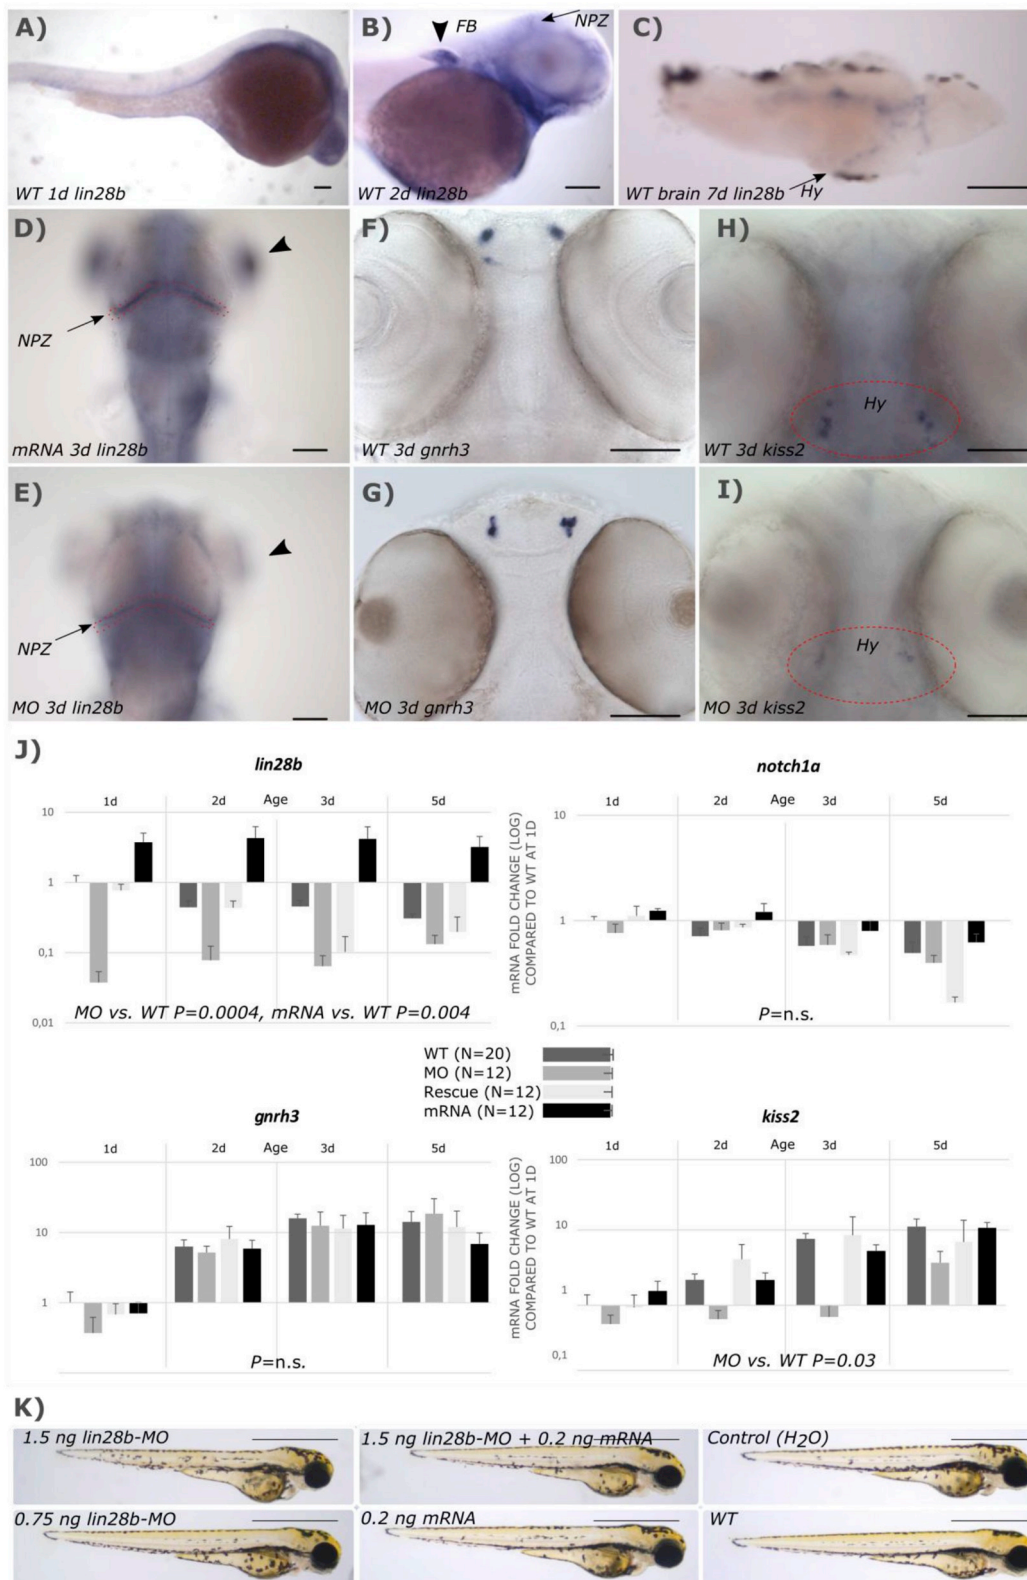 A)
WT 1d lin28b
B)
FB
NPZ
WT 2d lin28b
C)
WT brain 7d lin28b
Hy
D)
NPZ
mRNA 3d lin28b
F)
WT 3d gnrh3
H)
Hy
WT 3d kiss2
E)
NPZ
MO 3d lin28b
G)
MO 3d gnrh3
I)
Hy
MO 3d kiss2
J)
lin28b
1d 2d Age 3d 5d
10
1
0,1
0,01
MO vs. WT P=0.0004, mRNA vs. WT P=0.004
notch1a
1d 2d Age 3d 5d
mRNA FOLD CHANGE (LOG)
COMPARED TO WT AT 1D
10
1
0,1
P=n.s.
WT (N=20)
MO (N=12)
Rescue (N=12)
mRNA (N=12)
gnrh3
1d 2d Age 3d 5d
100
10
1
P=n.s.
kiss2
1d 2d Age 3d 5d
mRNA FOLD CHANGE (LOG)
COMPARED TO WT AT 1D
100
10
1
0,1
MO vs. WT P=0.03
K)
1.5 ng lin28b-MO
1.5 ng lin28b-MO + 0.2 ng mRNA
Control (H₂O)
0.75 ng lin28b-MO
0.2 ng mRNA
WT